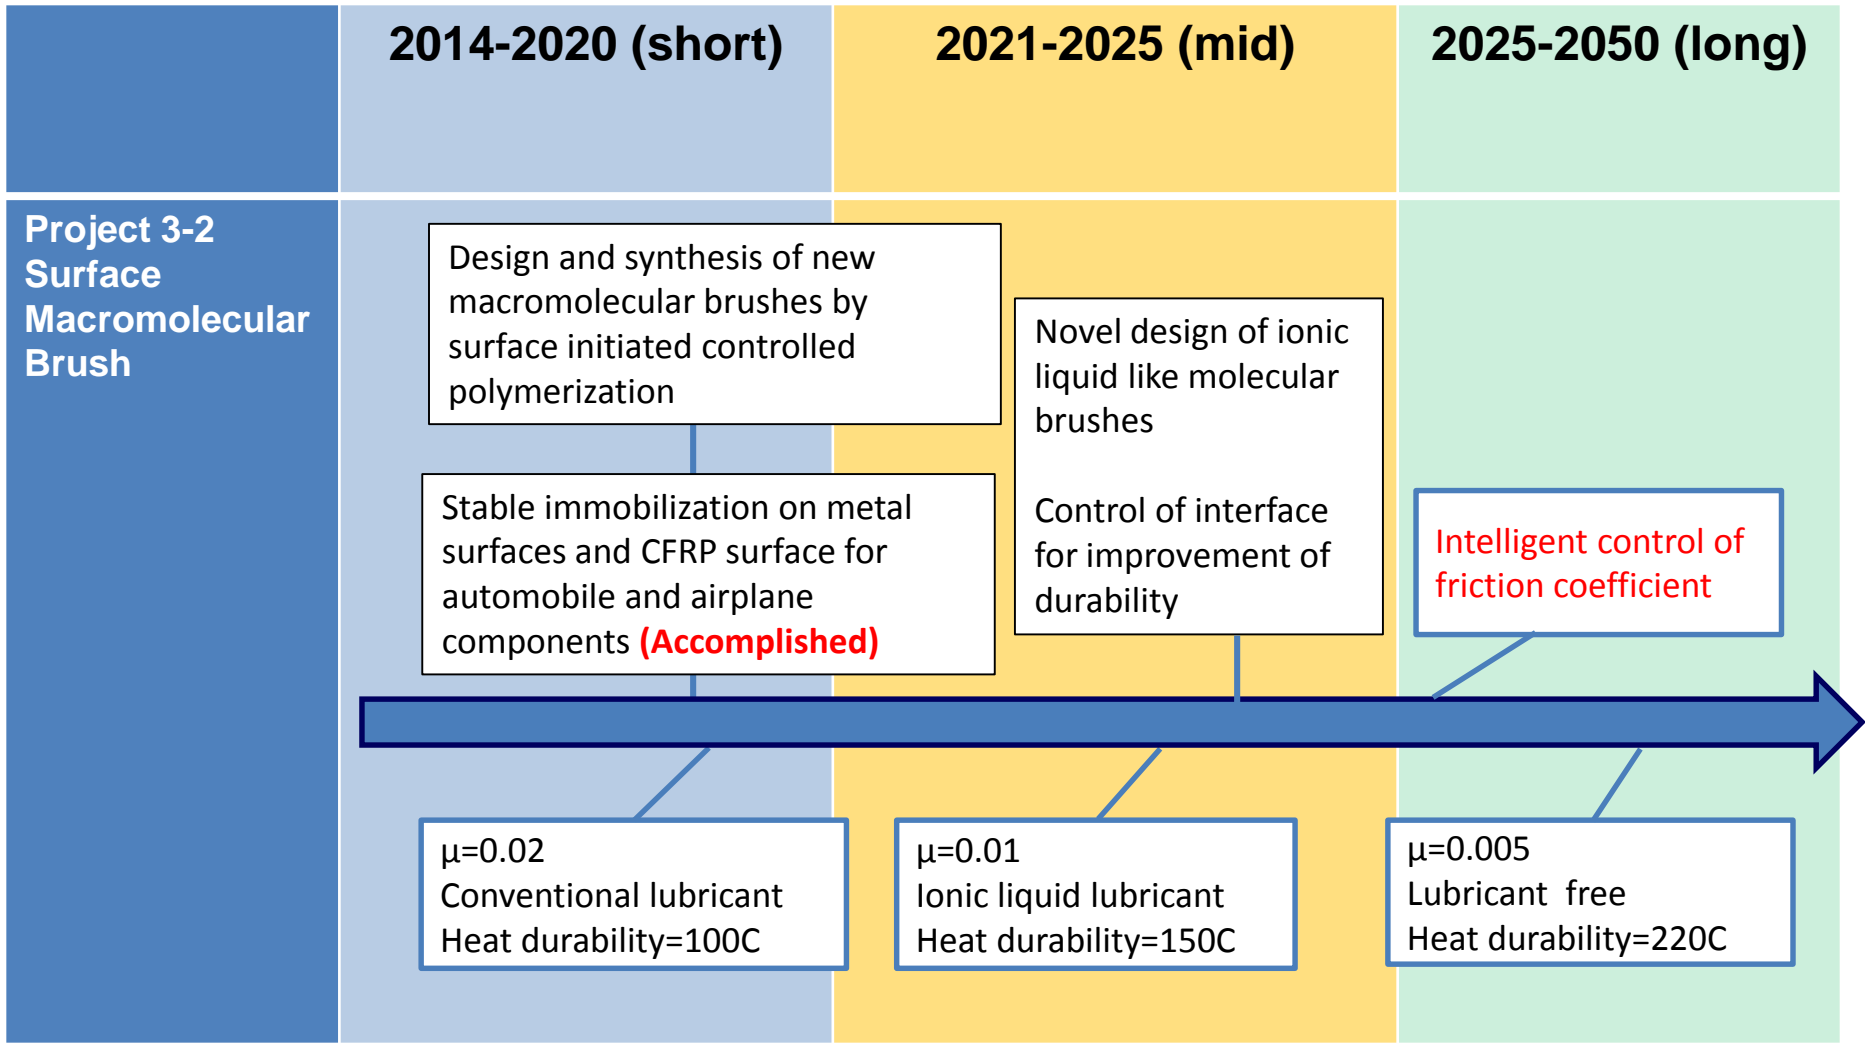 2014-2020 (short)
2021-2025 (mid)
2025-2050 (long)
Project 3-2
Surface
Macromolecular
Brush
Design and synthesis of new
macromolecular brushes by
surface initiated controlled
polymerization
Stable immobilization on metal
surfaces and CFRP surface for
automobile and airplane
components (Accomplished)
Novel design of ionic
liquid like molecular
brushes
Control of interface
for improvement of
durability
Intelligent control of
friction coefficient
μ=0.02
Conventional lubricant
Heat durability=100C
μ=0.01
Ionic liquid lubricant
Heat durability=150C
μ=0.005
Lubricant  free
Heat durability=220C